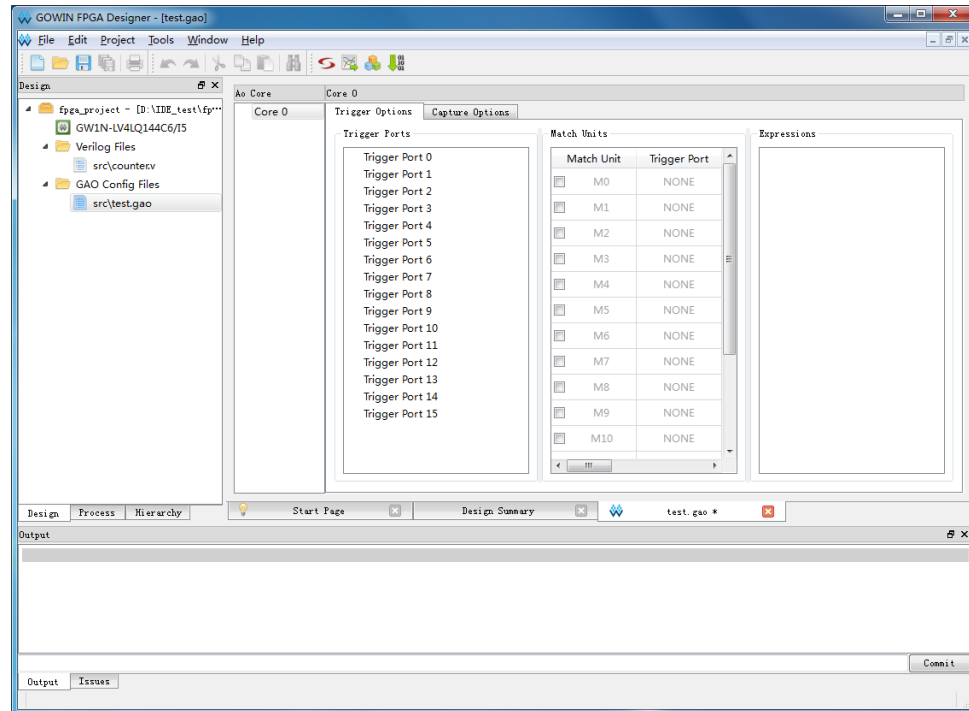 GOWIN FPGA Designer - [test.gao]
File Edit Project Tools Window Help
Design
fpga_project - [D:\IDE_test\fp...
GW1N-LV4LQ144C6/I5
Verilog Files
src\counter.v
GAO Config Files
src\test.gao
Design Process Hierarchy
Ao Core
Core 0
Core 0
Trigger Options Capture Options
Trigger Ports
Trigger Port 0
Trigger Port 1
Trigger Port 2
Trigger Port 3
Trigger Port 4
Trigger Port 5
Trigger Port 6
Trigger Port 7
Trigger Port 8
Trigger Port 9
Trigger Port 10
Trigger Port 11
Trigger Port 12
Trigger Port 13
Trigger Port 14
Trigger Port 15
Match Units
Match Unit Trigger Port
M0 NONE
M1 NONE
M2 NONE
M3 NONE
M4 NONE
M5 NONE
M6 NONE
M7 NONE
M8 NONE
M9 NONE
M10 NONE
Expressions
Start Page Design Summary test.gao *
Output
Commit
Output Issues